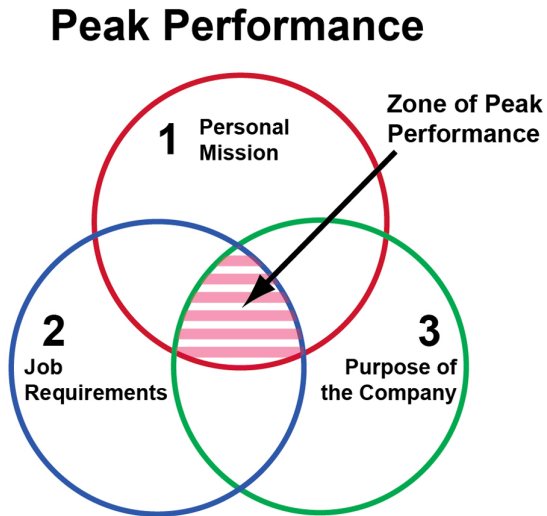 Peak Performance
Zone of Peak
Performance
1 Personal
Mission
2
Job
Requirements
3
Purpose of
the Company